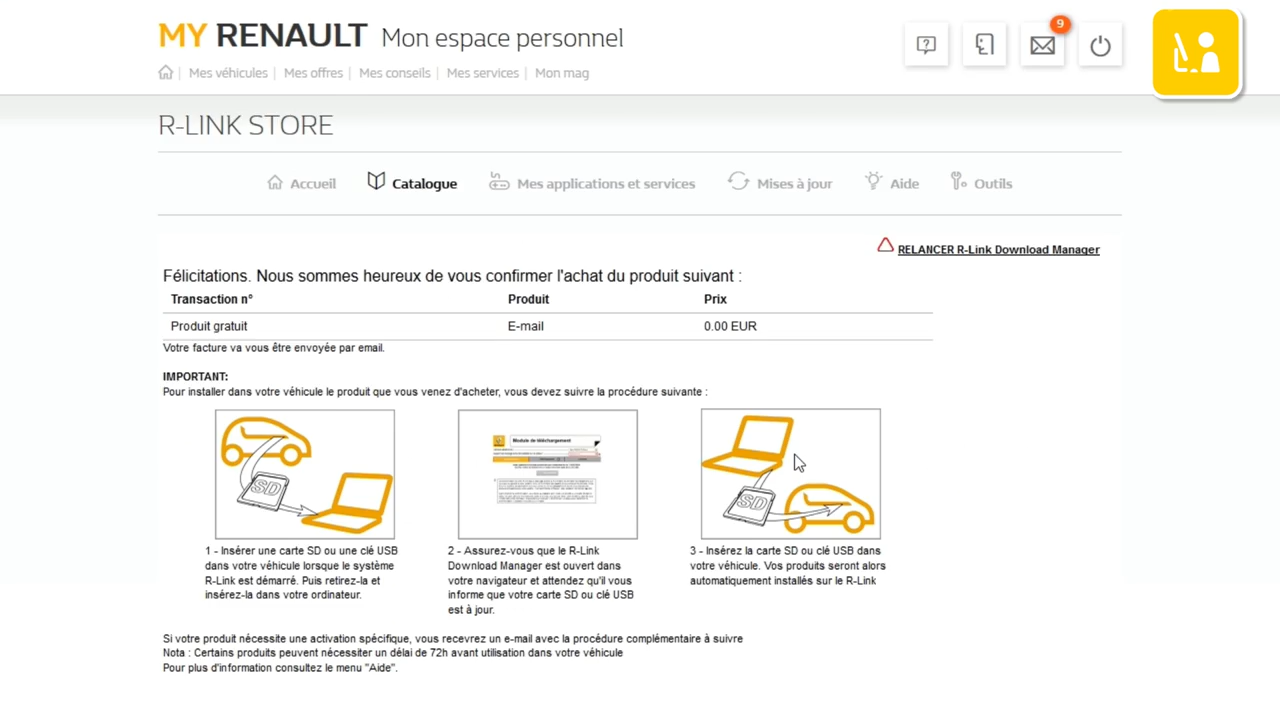 MY RENAULT Mon espace personnel
9
Mes véhicules | Mes offres | Mes conseils | Mes services | Mon mag
R-LINK STORE
Accueil Catalogue Mes applications et services Mises à jour Aide Outils
RELANCER R-Link Download Manager
Félicitations. Nous sommes heureux de vous confirmer l'achat du produit suivant :
Transaction n° Produit Prix
Produit gratuit E-mail 0.00 EUR
Votre facture va vous être envoyée par email.
IMPORTANT:
Pour installer dans votre véhicule le produit que vous venez d'acheter, vous devez suivre la procédure suivante :
SD
Module de téléchargement
SD
1 - Insérer une carte SD ou une clé USB
dans votre véhicule lorsque le système
R-Link est démarré. Puis retirez-la et
insérez-la dans votre ordinateur.
2 - Assurez-vous que le R-Link
Download Manager est ouvert dans
votre navigateur et attendez qu'il vous
informe que votre carte SD ou clé USB
est à jour.
3 - Insérez la carte SD ou clé USB dans
votre véhicule. Vos produits seront alors
automatiquement installés sur le R-Link
Si votre produit nécessite une activation spécifique, vous recevrez un e-mail avec la procédure complémentaire à suivre
Nota : Certains produits peuvent nécessiter un délai de 72h avant utilisation dans votre véhicule
Pour plus d'information consultez le menu "Aide".